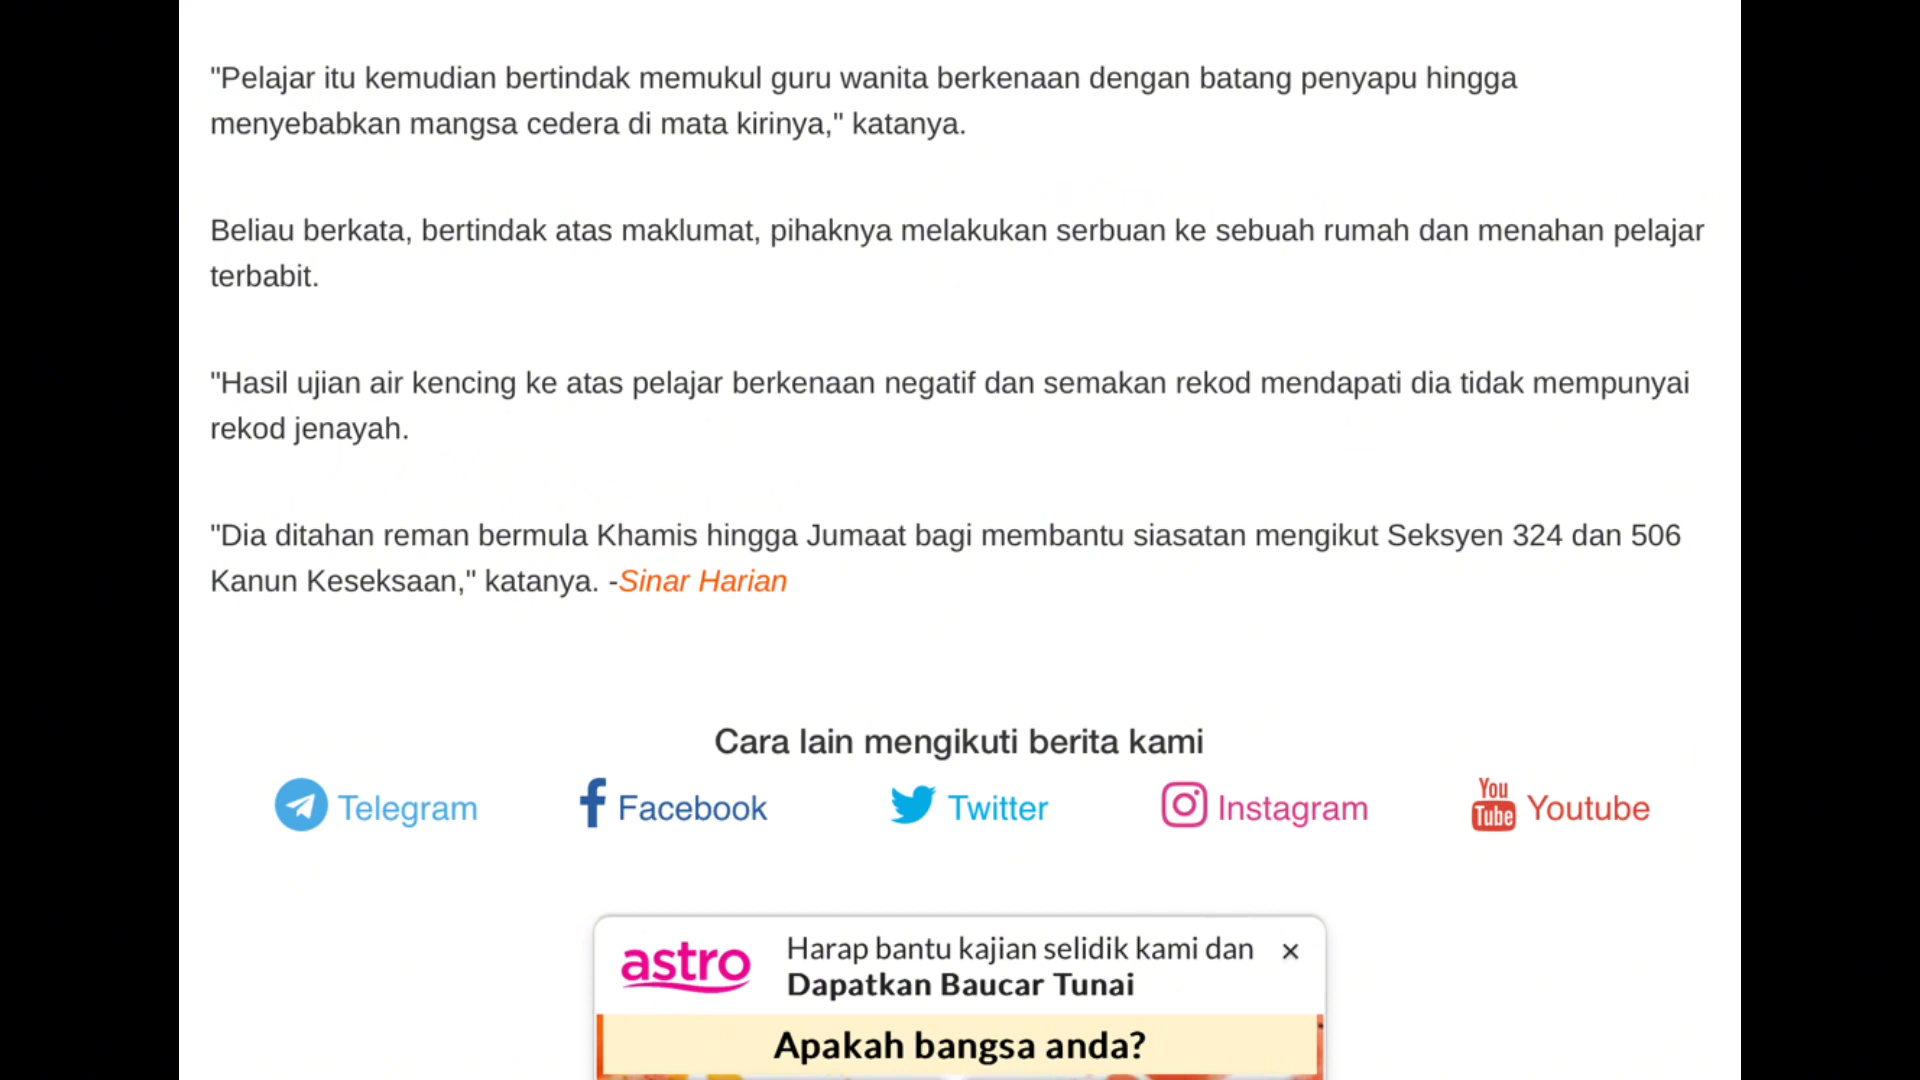 "Pelajar itu kemudian bertindak memukul guru wanita berkenaan dengan batang penyapu hingga
menyebabkan mangsa cedera di mata kirinya," katanya.
Beliau berkata, bertindak atas maklumat, pihaknya melakukan serbuan ke sebuah rumah dan menahan pelajar
terbabit.
"Hasil ujian air kencing ke atas pelajar berkenaan negatif dan semakan rekod mendapati dia tidak mempunyai
rekod jenayah.
"Dia ditahan reman bermula Khamis hingga Jumaat bagi membantu siasatan mengikut Seksyen 324 dan 506
Kanun Keseksaan," katanya. -Sinar Harian
Cara lain mengikuti berita kami
Telegram Facebook Twitter Instagram You Tube Youtube
astro Harap bantu kajian selidik kami dan ×
Dapatkan Baucar Tunai
Apakah bangsa anda?